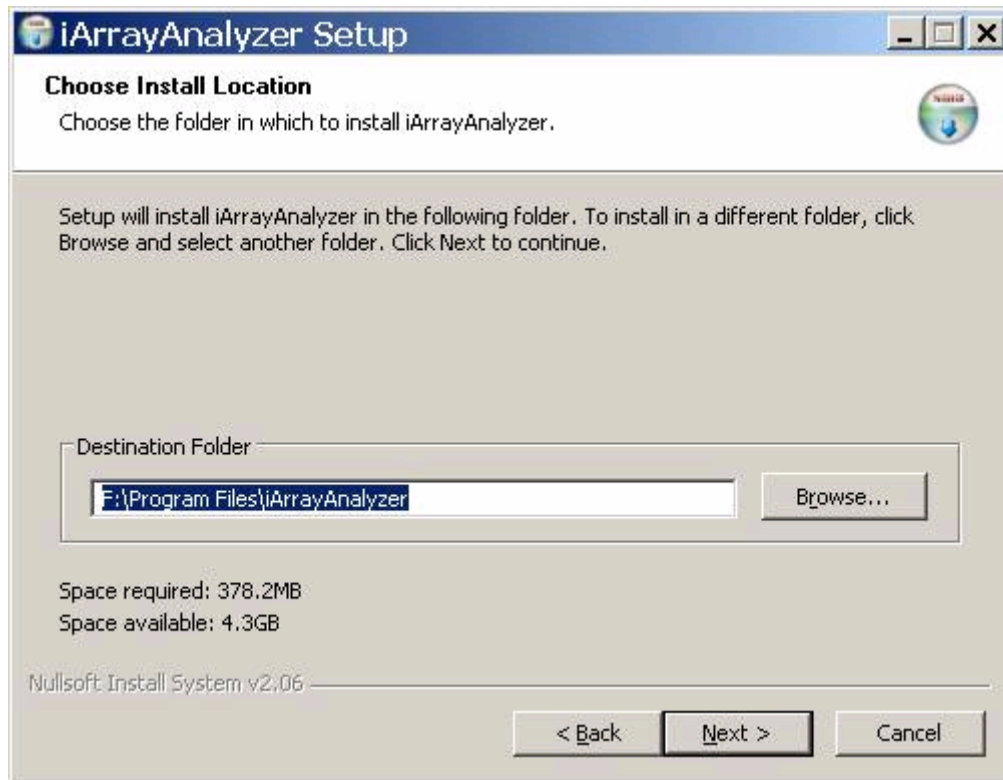 iArrayAnalyzer Setup
Choose Install Location
Choose the folder in which to install iArrayAnalyzer.
Setup will install iArrayAnalyzer in the following folder. To install in a different folder, click
Browse and select another folder. Click Next to continue.
Destination Folder
F:\Program Files\iArrayAnalyzer
Browse...
Space required: 378.2MB
Space available: 4.3GB
Nullsoft Install System v2.06
< Back
Next >
Cancel